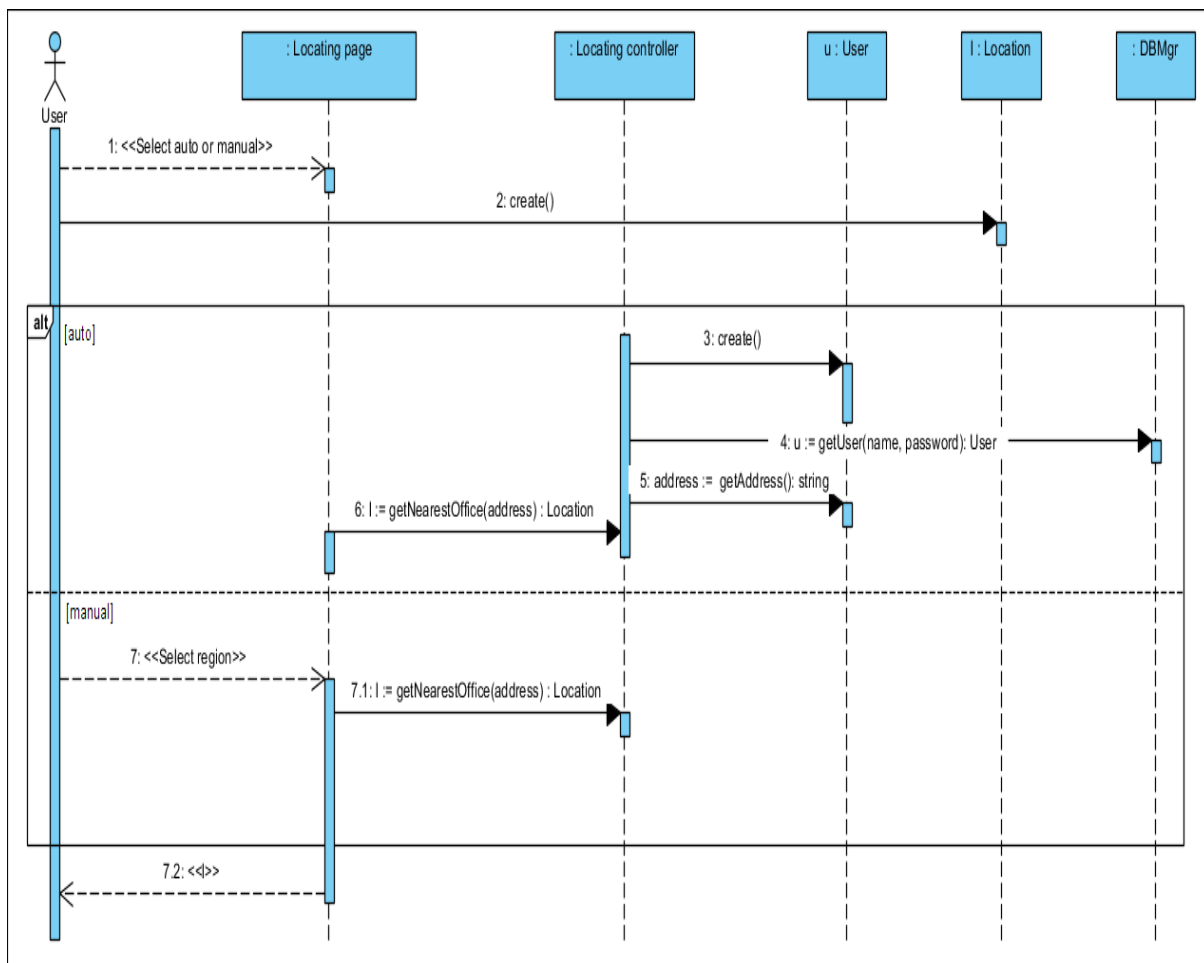 : Locating page
: Locating controller
u : User
l : Location
: DBMgr
User
1: <<Select auto or manual>>
2: create()
alt
[auto]
3: create()
4: u := getUser(name, password): User
5: address := getAddress(): string
6: l := getNearestOffice(address) : Location
[manual]
7: <<Select region>>
7.1: l := getNearestOffice(address) : Location
7.2: <<l>>